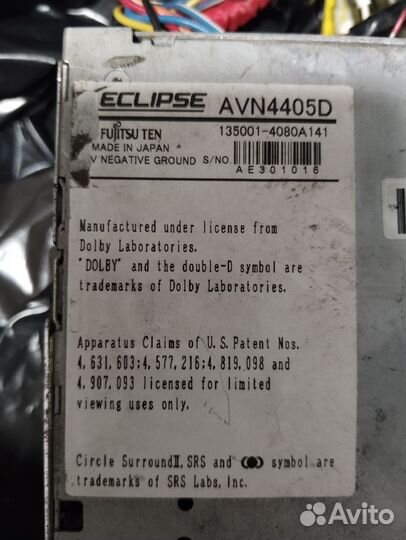 ECLIPSE AVN4405D
FUJITSU TEN 135001-4080A141
MADE IN JAPAN
V NEGATIVE GROUND S/NO.
AE301016
Manufactured under license from
Dolby Laboratories.
"DOLBY" and the double-D symbol are
trademarks of Dolby Laboratories.
Apparatus Claims of U.S. Patent Nos.
4,631,603;4,577,216;4,819,098 and
4,907,093 licensed for limited
viewing uses only.
Circle SurroundⅡ, SRS and symbol are
trademarks of SRS Labs, Inc.
Avito